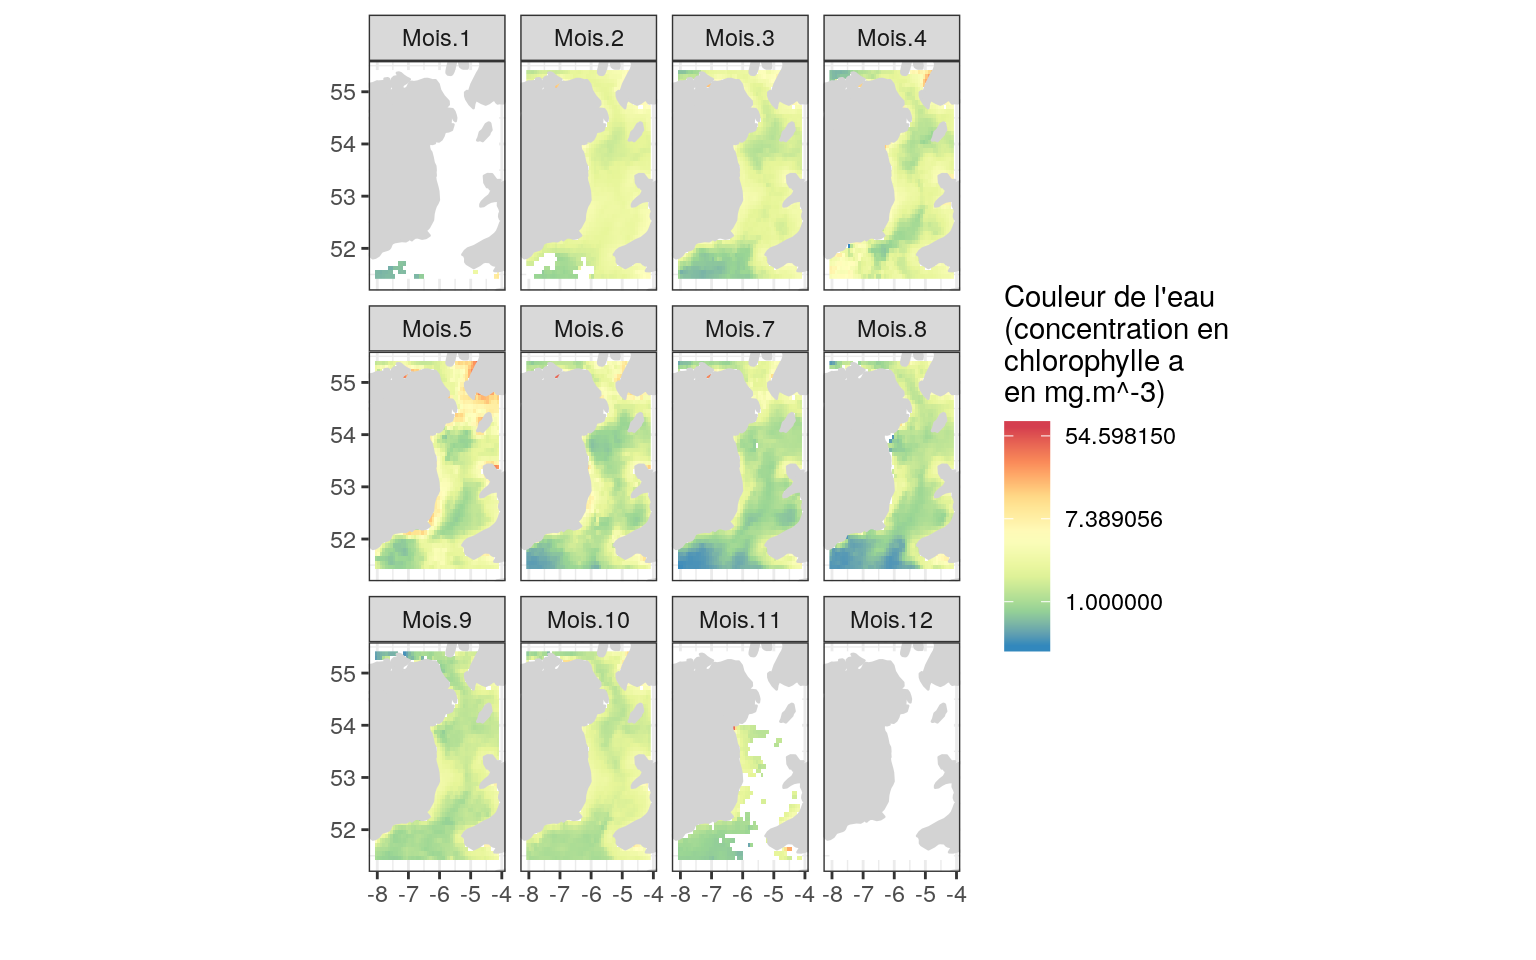 Mois.1 Mois.2 Mois.3 Mois.4
55
54
53
52
Mois.5 Mois.6 Mois.7 Mois.8
55
54
53
52
Mois.9 Mois.10 Mois.11 Mois.12
55
54
53
52
-8 -7 -6 -5 -4 -8 -7 -6 -5 -4 -8 -7 -6 -5 -4 -8 -7 -6 -5 -4
Couleur de l'eau
(concentration en
chlorophylle a
en mg.m^-3)
54.598150
7.389056
1.000000